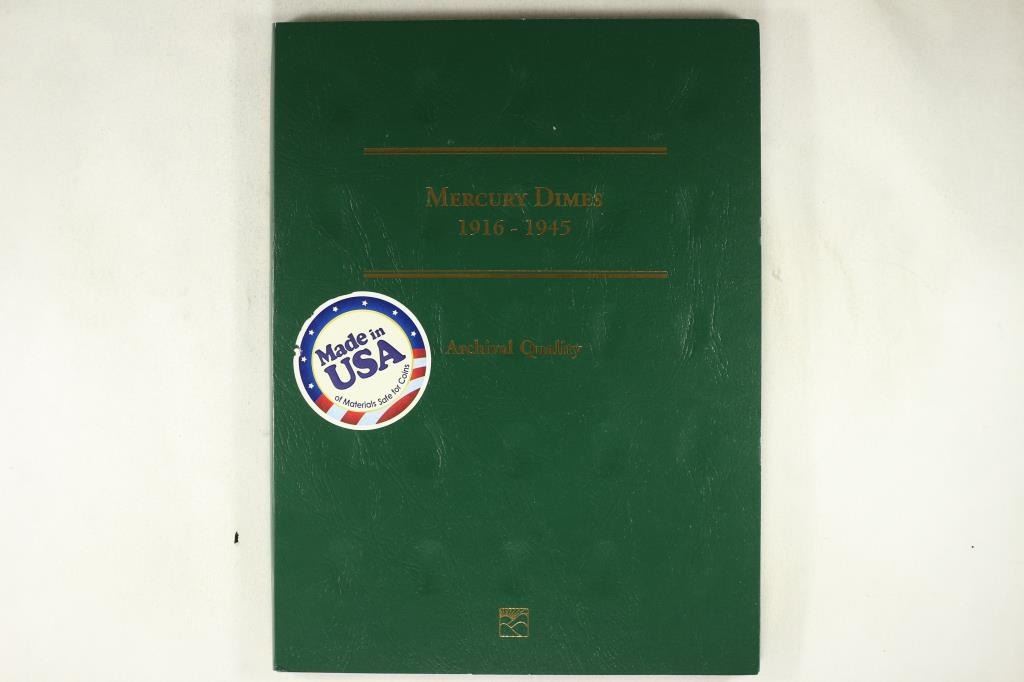 MERCURY DIMES
1916 - 1945
Made in
USA
of Materials Safe for Coins
Archival Quality